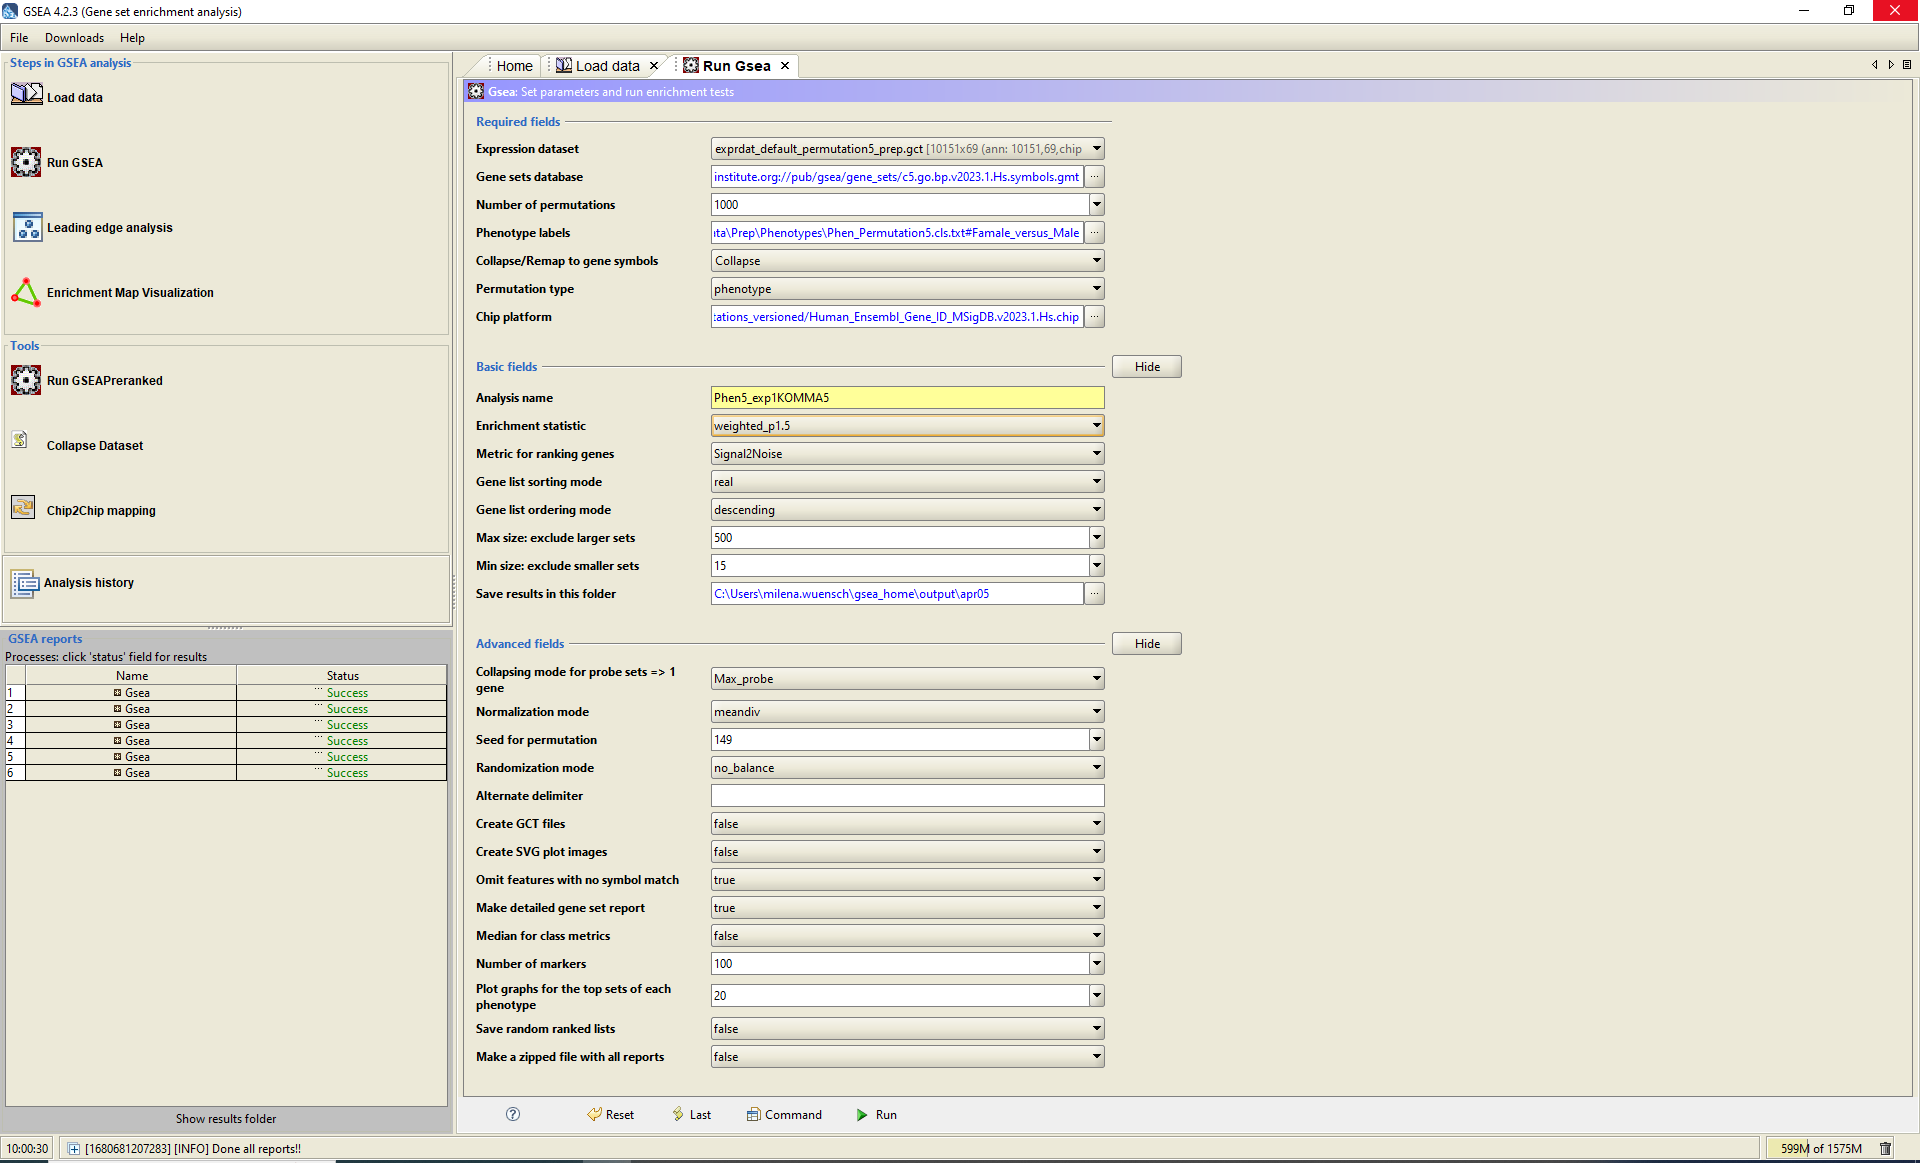 GSEA 4.2.3 (Gene set enrichment analysis)
File Downloads Help
Steps in GSEA analysis
Load data
Run GSEA
Leading edge analysis
Enrichment Map Visualization
Tools
Run GSEAPreranked
Collapse Dataset
Chip2Chip mapping
Analysis history
GSEA reports
Processes: click 'status' field for results
Name Status
1 Gsea ... Success
2 Gsea ... Success
3 Gsea ... Success
4 Gsea ... Success
5 Gsea ... Success
6 Gsea ... Success
Show results folder
Home Load data Run Gsea
Gsea: Set parameters and run enrichment tests
Required fields
Expression dataset exprdat_default_permutation5_prep.gct [10151x69 (ann: 10151,69,chip
Gene sets database institute.org://pub/gsea/gene_sets/c5.go.bp.v2023.1.Hs.symbols.gmt ...
Number of permutations 1000
Phenotype labels ata\Prep\Phenotypes\Phen_Permutation5.cls.txt#Famale_versus_Male ...
Collapse/Remap to gene symbols Collapse
Permutation type phenotype
Chip platform tations_versioned/Human_Ensembl_Gene_ID_MSigDB.v2023.1.Hs.chip ...
Basic fields Hide
Analysis name Phen5_exp1KOMMA5
Enrichment statistic weighted_p1.5
Metric for ranking genes Signal2Noise
Gene list sorting mode real
Gene list ordering mode descending
Max size: exclude larger sets 500
Min size: exclude smaller sets 15
Save results in this folder C:\Users\milena.wuensch\gsea_home\output\apr05 ...
Advanced fields Hide
Collapsing mode for probe sets => 1
gene Max_probe
Normalization mode meandiv
Seed for permutation 149
Randomization mode no_balance
Alternate delimiter
Create GCT files false
Create SVG plot images false
Omit features with no symbol match true
Make detailed gene set report true
Median for class metrics false
Number of markers 100
Plot graphs for the top sets of each
phenotype 20
Save random ranked lists false
Make a zipped file with all reports false
? Reset Last Command Run
10:00:30 [1680681207283] [INFO] Done all reports!! 599M of 1575M